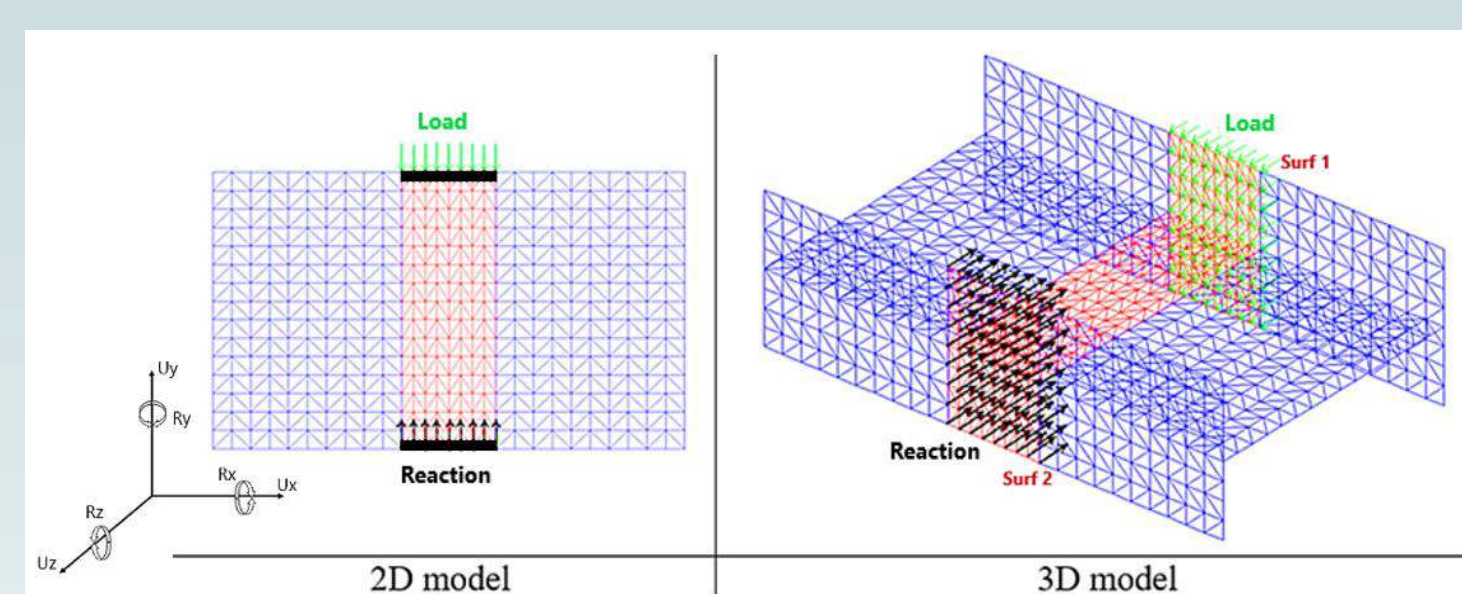 Load
Reaction
Uy
Ry
Rx
Ux
Rz
Uz
2D model
Load
Surf 1
Reaction
Surf 2
3D model